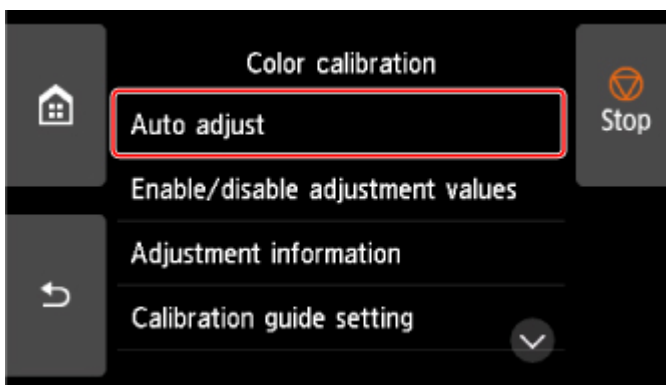 Color calibration
Auto adjust
Stop
Enable/disable adjustment values
Adjustment information
Calibration guide setting